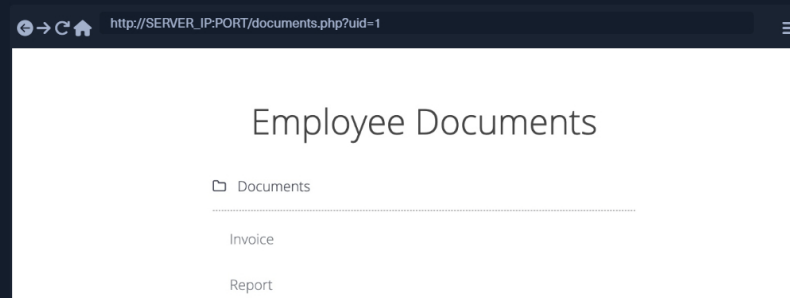 http://SERVER_IP:PORT/documents.php?uid=1
Employee Documents
Documents
Invoice
Report